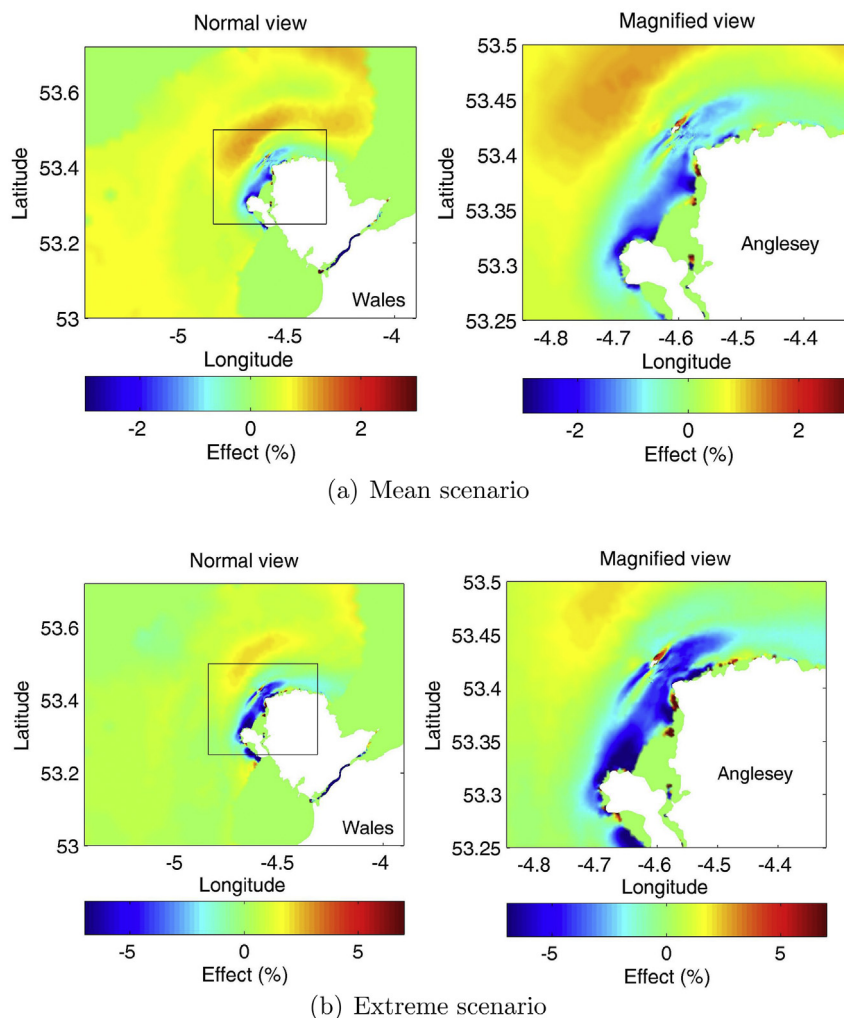 Normal view
Magnified view
Latitude
53.6
53.4
53.2
53
Wales
-5
-4.5
-4
Longitude
-2
0
2
Effect (%)
Latitude
53.5
53.45
53.4
53.35
53.3
53.25
Anglesey
-4.8
-4.7
-4.6
-4.5
-4.4
Longitude
-2
0
2
Effect (%)
(a) Mean scenario
Normal view
Magnified view
Latitude
53.6
53.4
53.2
53
Wales
-5
-4.5
-4
Longitude
-5
0
5
Effect (%)
Latitude
53.5
53.45
53.4
53.35
53.3
53.25
Anglesey
-4.8
-4.7
-4.6
-4.5
-4.4
Longitude
-5
0
5
Effect (%)
(b) Extreme scenario